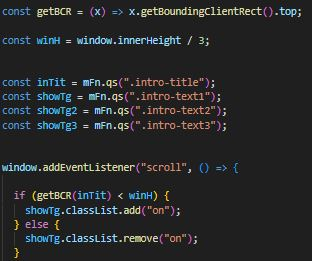 const getBCR = (x) => x.getBoundingClientRect().top;
const winH = window.innerHeight / 3;
const inTit = mFn.qs(".intro-title");
const showTg = mFn.qs(".intro-text1");
const showTg2 = mFn.qs(".intro-text2");
const showTg3 = mFn.qs(".intro-text3");
window.addEventListener("scroll", () => {
if (getBCR(inTit) < winH) {
showTg.classList.add("on");
} else {
showTg.classList.remove("on");
}